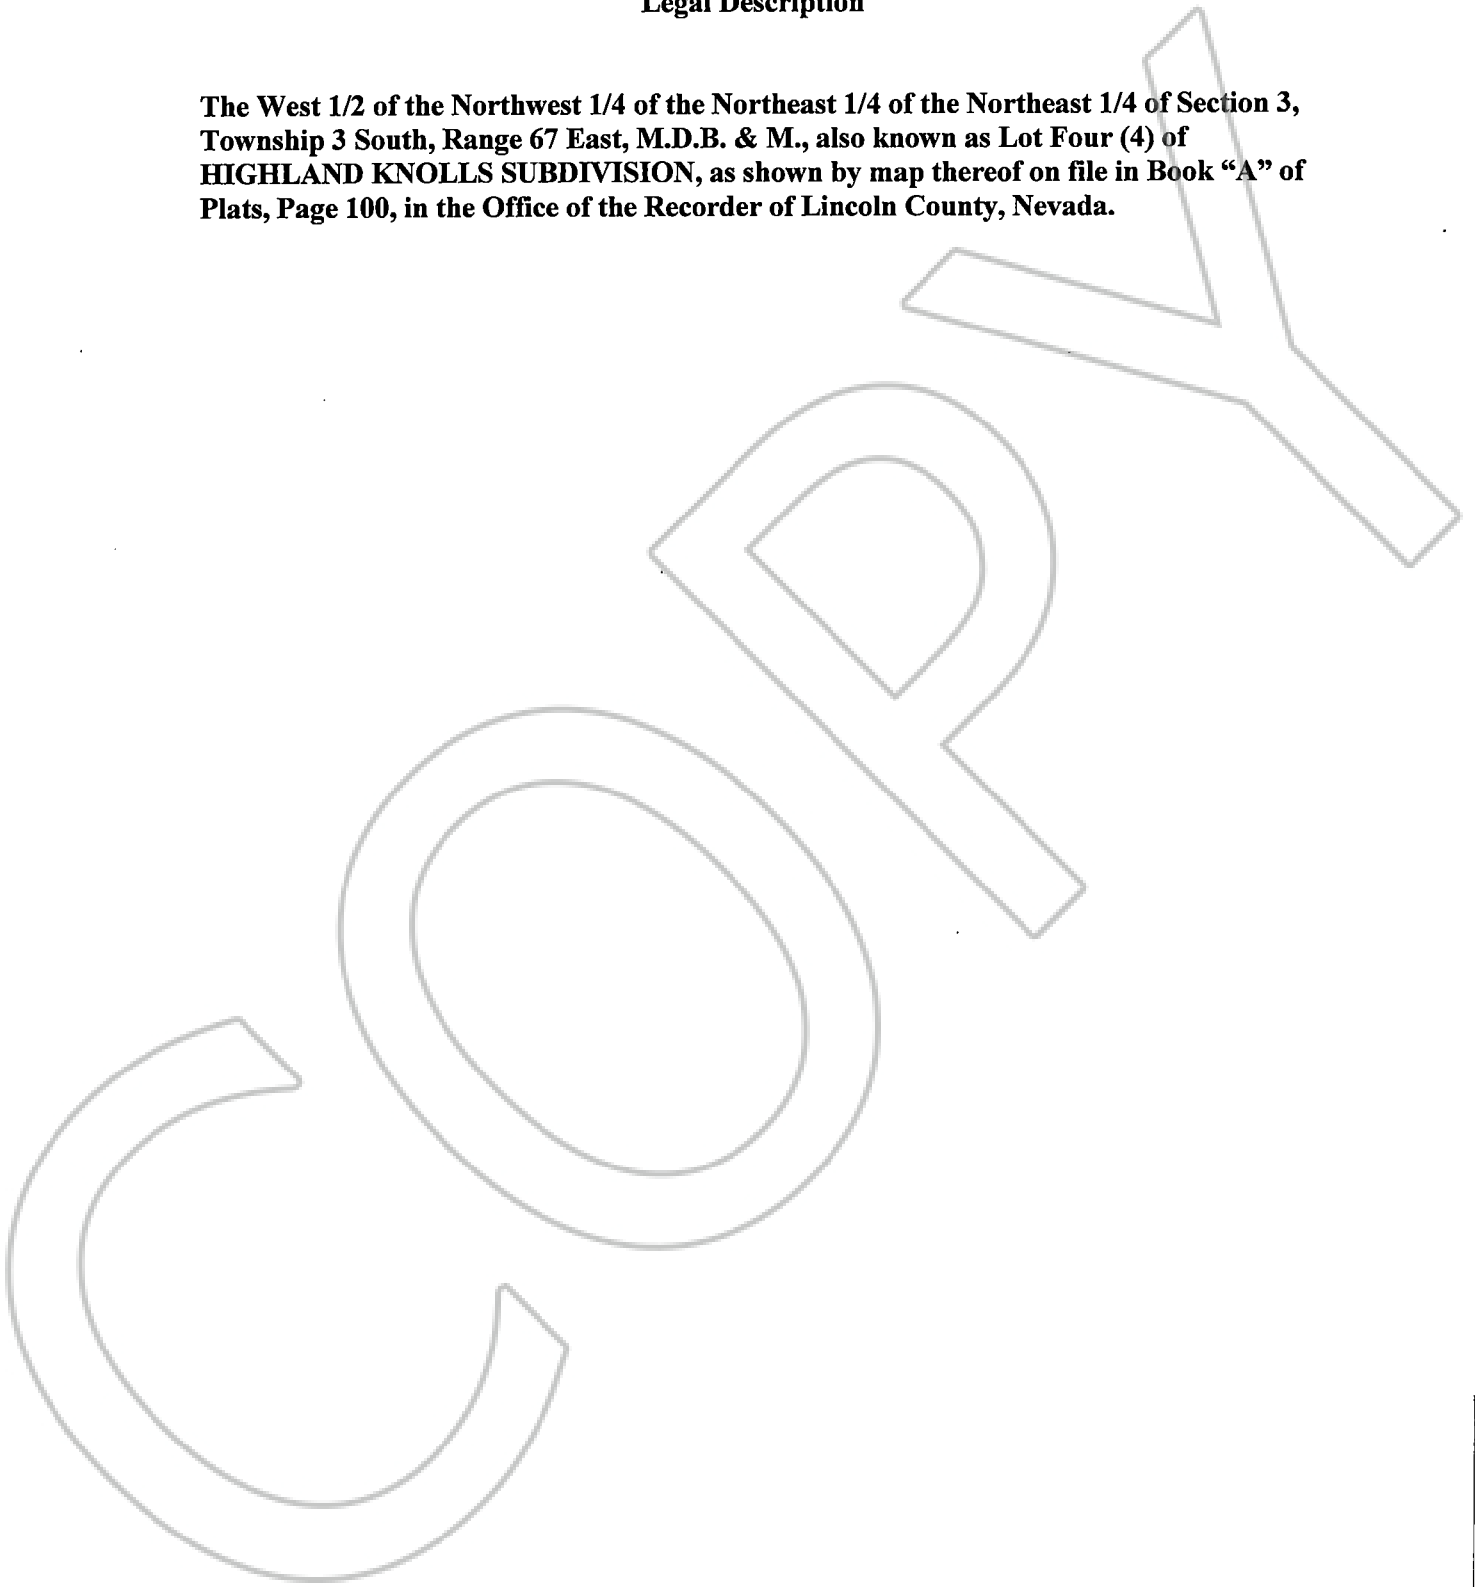 Legal Description
The West 1/2 of the Northwest 1/4 of the Northeast 1/4 of the Northeast 1/4 of Section 3,
Township 3 South, Range 67 East, M.D.B. & M., also known as Lot Four (4) of
HIGHLAND KNOLLS SUBDIVISION, as shown by map thereof on file in Book “A” of
Plats, Page 100, in the Office of the Recorder of Lincoln County, Nevada.
COPY